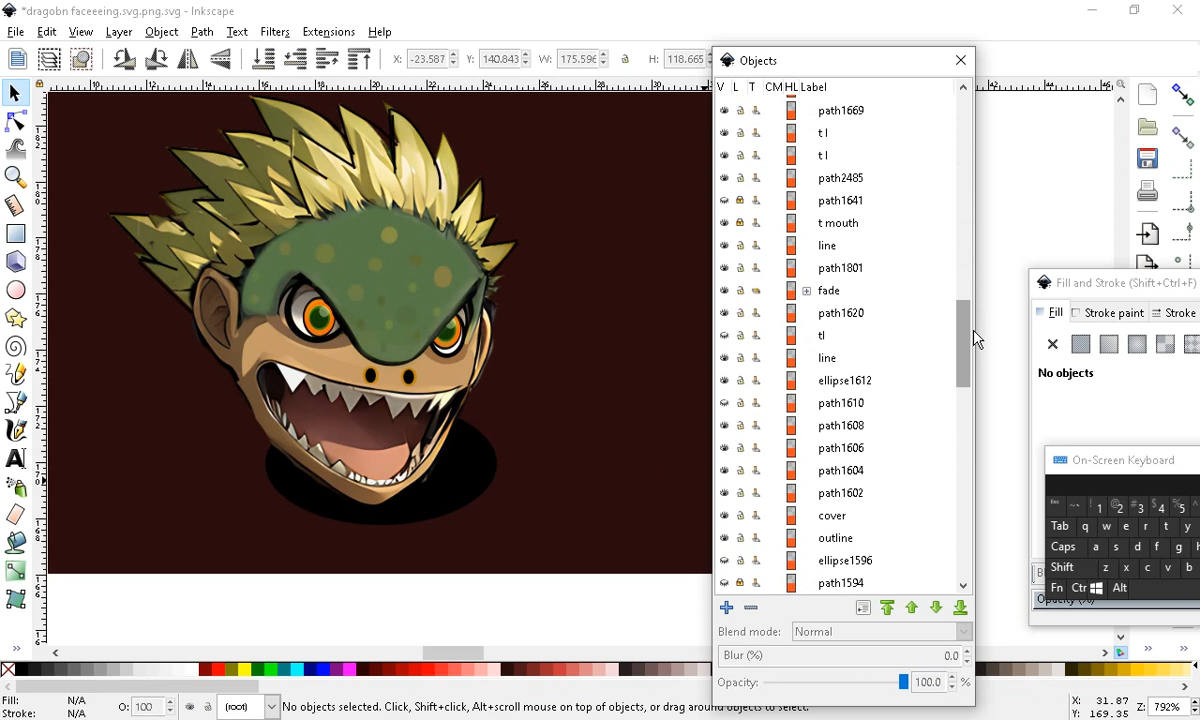 *dragobn faceeeing.svg.png.svg - Inkscape
File Edit View Layer Object Path Text Filters Extensions Help
X: -23.587 Y: 140.843 W: 175.596 H: 118.665
Objects
V L T CM HL Label
path1669
t l
t l
path2485
path1641
t mouth
line
path1801
fade
path1620
tl
line
ellipse1612
path1610
path1608
path1606
path1604
path1602
cover
outline
ellipse1596
path1594
Blend mode: Normal
Blur (%) 0.0
Opacity: 100.0 %
Fill and Stroke (Shift+Ctrl+F)
Fill Stroke paint Stroke
No objects
On-Screen Keyboard
Tab q w e r t y
Caps a s d f g h
Shift z x c v b
Fn Ctr Alt
Opacity (%)
Fill: N/A
Stroke: N/A
O: 100
(root)
No objects selected. Click, Shift+click, Alt+scroll mouse on top of objects, or drag around objects to select.
X: 31.87
Y: 169.35
Z: 792%